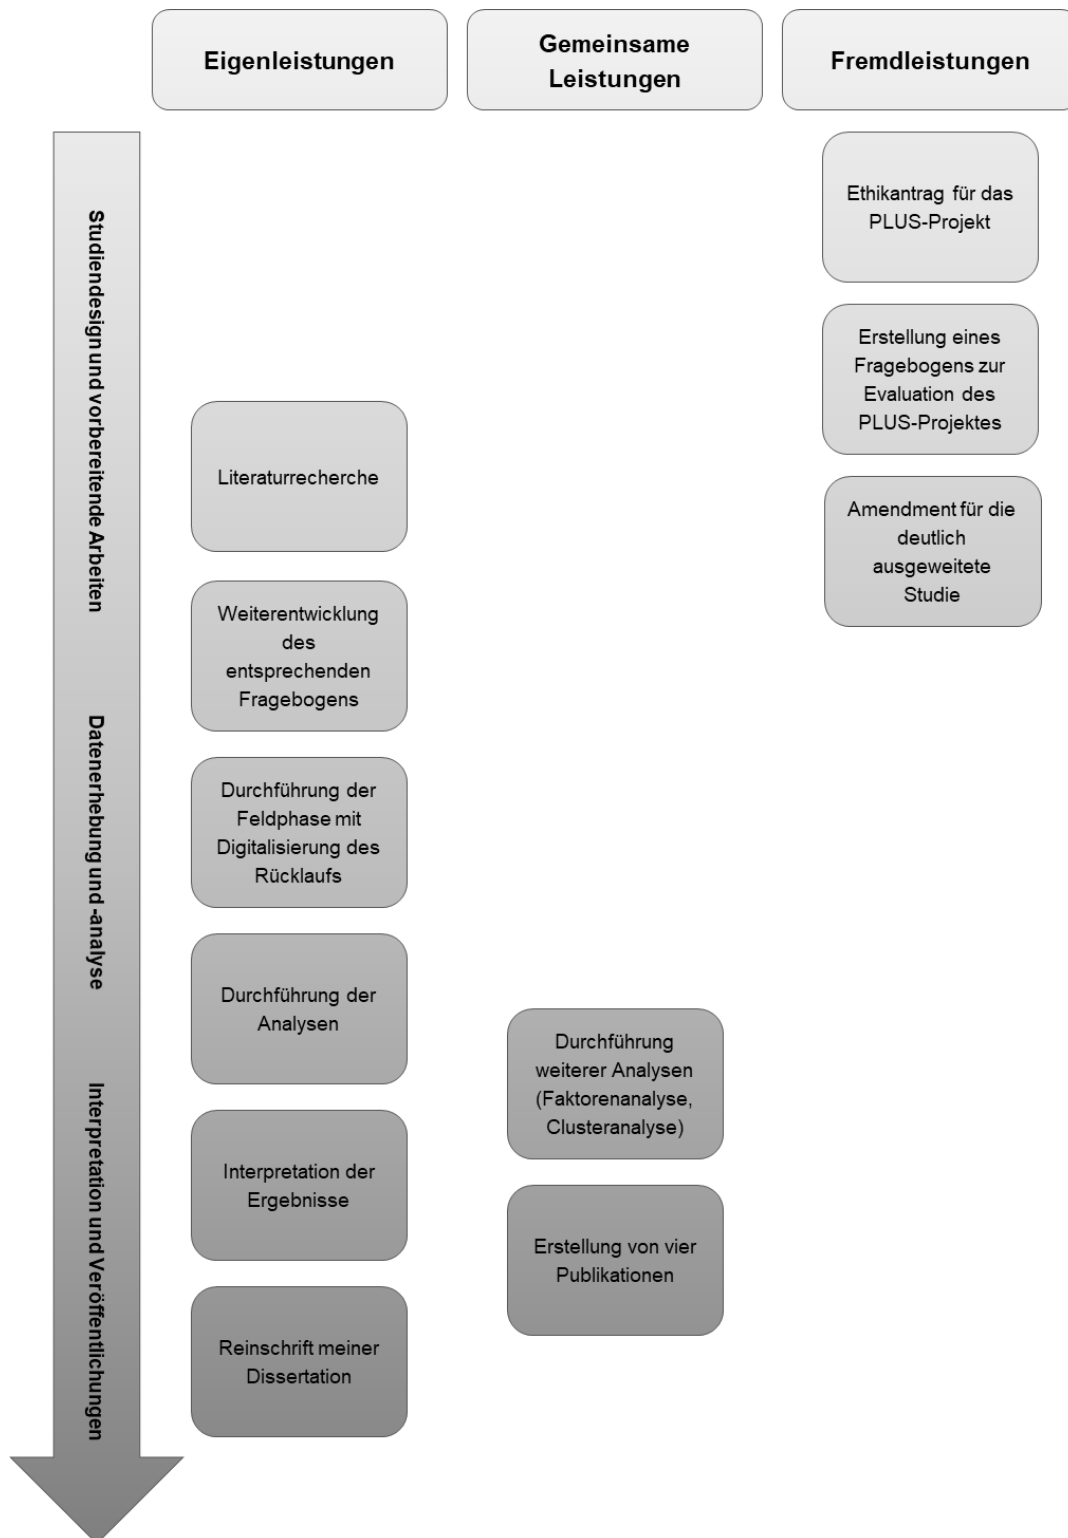 Eigenleistungen
Gemeinsame
Leistungen
Fremdleistungen
Studiendesign und vorbereitende Arbeiten
Datenerhebung und -analyse
Interpretation und Veröffentlichungen
Ethikantrag für das
PLUS-Projekt
Erstellung eines
Fragebogens zur
Evaluation des
PLUS-Projektes
Literaturrecherche
Amendment für die
deutlich
ausgeweitete
Studie
Weiterentwicklung
des
entsprechenden
Fragebogens
Durchführung der
Feldphase mit
Digitalisierung des
Rücklaufs
Durchführung der
Analysen
Durchführung
weiterer Analysen
(Faktorenanalyse,
Clusteranalyse)
Interpretation der
Ergebnisse
Erstellung von vier
Publikationen
Reinschrift meiner
Dissertation